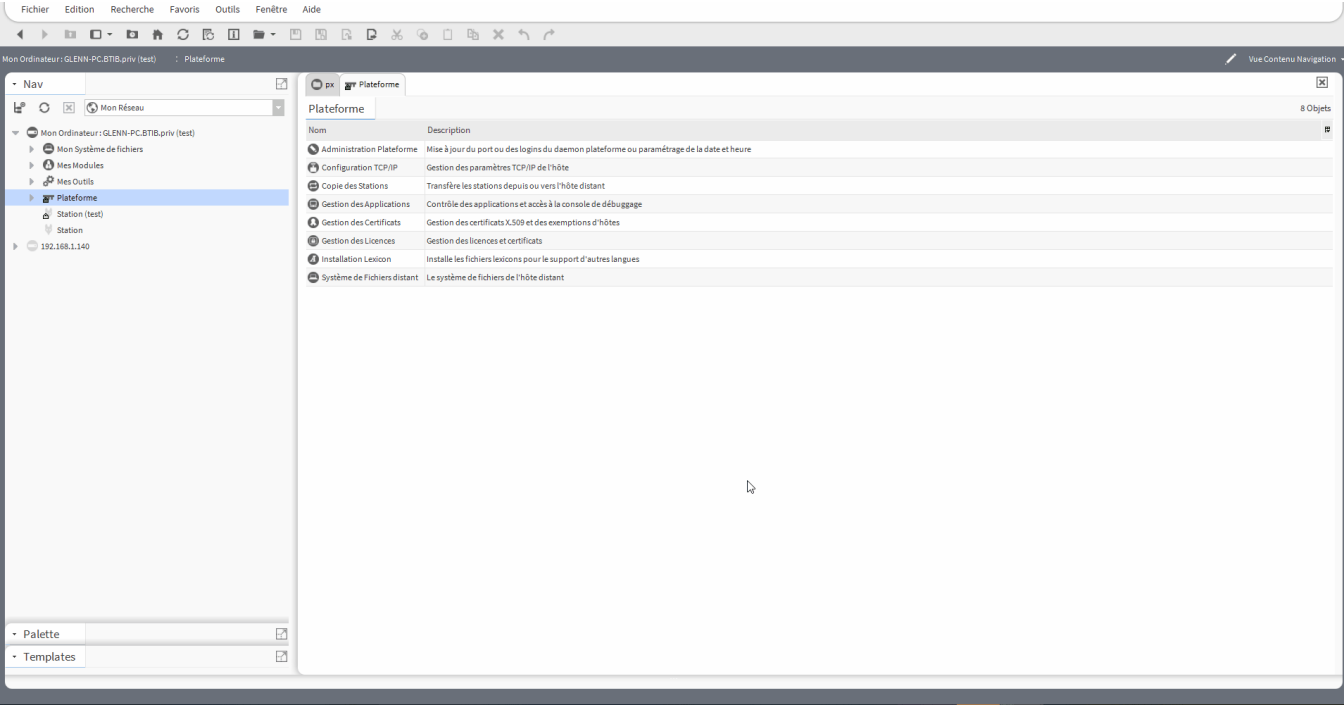 Fichier Edition Recherche Favoris Outils Fenêtre Aide
Mon Ordinateur : GLENN-PC.BTIB.priv (test) : Plateforme
Vue Contenu Navigation
Nav
Mon Réseau
Mon Ordinateur : GLENN-PC.BTIB.priv (test)
Mon Système de fichiers
Mes Modules
Mes Outils
Plateforme
Station (test)
Station
192.168.1.140
Palette
Templates
px Plateforme
Plateforme 8 Objets
Nom Description
Administration Plateforme Mise à jour du port ou des logins du daemon plateforme ou paramétrage de la date et heure
Configuration TCP/IP Gestion des paramètres TCP/IP de l'hôte
Copie des Stations Transfère les stations depuis ou vers l'hôte distant
Gestion des Applications Contrôle des applications et accès à la console de débuggage
Gestion des Certificats Gestion des certificats X.509 et des exemptions d'hôtes
Gestion des Licences Gestion des licences et certificats
Installation Lexicon Installe les fichiers lexicons pour le support d'autres langues
Système de Fichiers distant Le système de fichiers de l'hôte distant